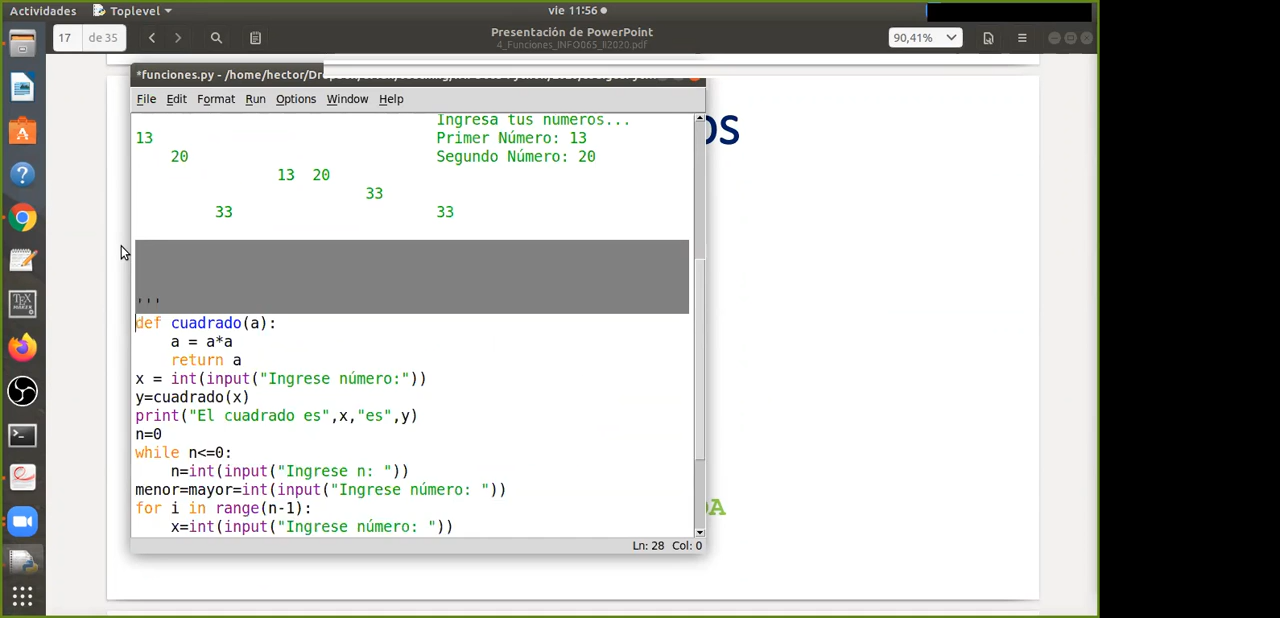 Actividades Toplevel vie 11:56
17 de 35 Presentación de PowerPoint 90,41%
4_Funciones_INFO065_II2020.pdf
*funciones.py - /home/hector/
OS
File Edit Format Run Options Window Help
Ingresa tus numeros...
13 Primer Número: 13
20 Segundo Número: 20
13 20
33
33 33
'''
def cuadrado(a):
a = a*a
return a
x = int(input("Ingrese número:"))
y=cuadrado(x)
print("El cuadrado es",x,"es",y)
n=0
while n<=0:
n=int(input("Ingrese n: "))
menor=mayor=int(input("Ingrese número: "))
for i in range(n-1):
DA
x=int(input("Ingrese número: "))
Ln: 28 Col: 0